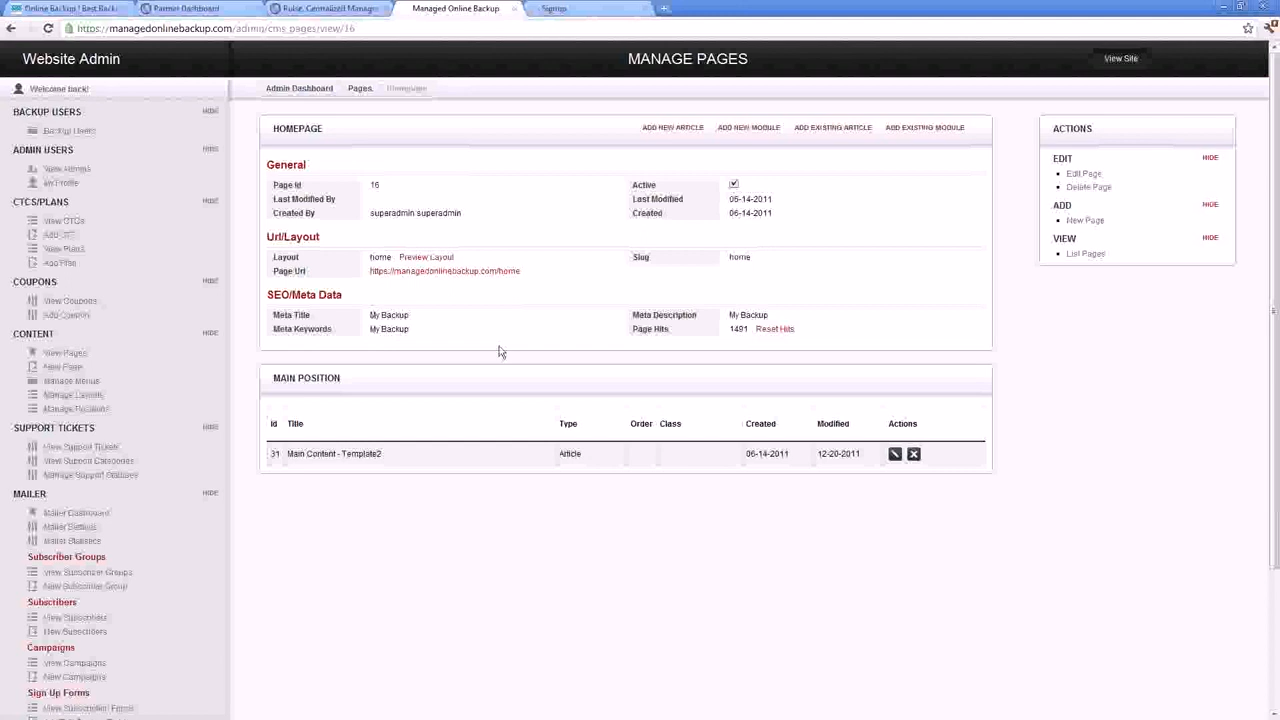 Online Backup ! Best Back
Partner Dashboard
Managed Online Backup
Signup
https://managedonlinebackup.com/admin/cms_pages/view/16
Website Admin
MANAGE PAGES
View Site
Welcome back!
Admin Dashboard
Pages
Homepage
BACKUP USERS
HIDE
Backup Users
ADMIN USERS
HIDE
View Admins
My Profile
CTCS/PLANS
HIDE
View CTCs
Add CTC
View Plans
Add Plan
COUPONS
HIDE
View Coupons
Add Coupon
CONTENT
HIDE
View Pages
New Page
Manage Menus
Manage Layouts
Manage Positions
SUPPORT TICKETS
HIDE
View Support Tickets
View Support Categories
Manage Support Statuses
MAILER
HIDE
Mailer Dashboard
Mailer Settings
Mailer Statistics
Subscriber Groups
View Subscriber Groups
New Subscriber Group
Subscribers
View Subscribers
New Subscribers
Campaigns
View Campaigns
New Campaigns
Sign Up Forms
View Subscriber Forms
HOMEPAGE
ADD NEW ARTICLE
ADD NEW MODULE
ADD EXISTING ARTICLE
ADD EXISTING MODULE
General
Page Id 16 Active
Last Modified By Last Modified 05-14-2011
Created By superadmin superadmin Created 06-14-2011
Url/Layout
Layout home Preview Layout Slug home
Page Url https://managedonlinebackup.com/home
SEO/Meta Data
Meta Title My Backup Meta Description My Backup
Meta Keywords My Backup Page Hits 1491 Reset Hits
MAIN POSITION
Id Title Type Order Class Created Modified Actions
31 Main Content - Template2 Article 06-14-2011 12-20-2011
ACTIONS
EDIT HIDE
Edit Page
Delete Page
ADD HIDE
New Page
VIEW HIDE
List Pages